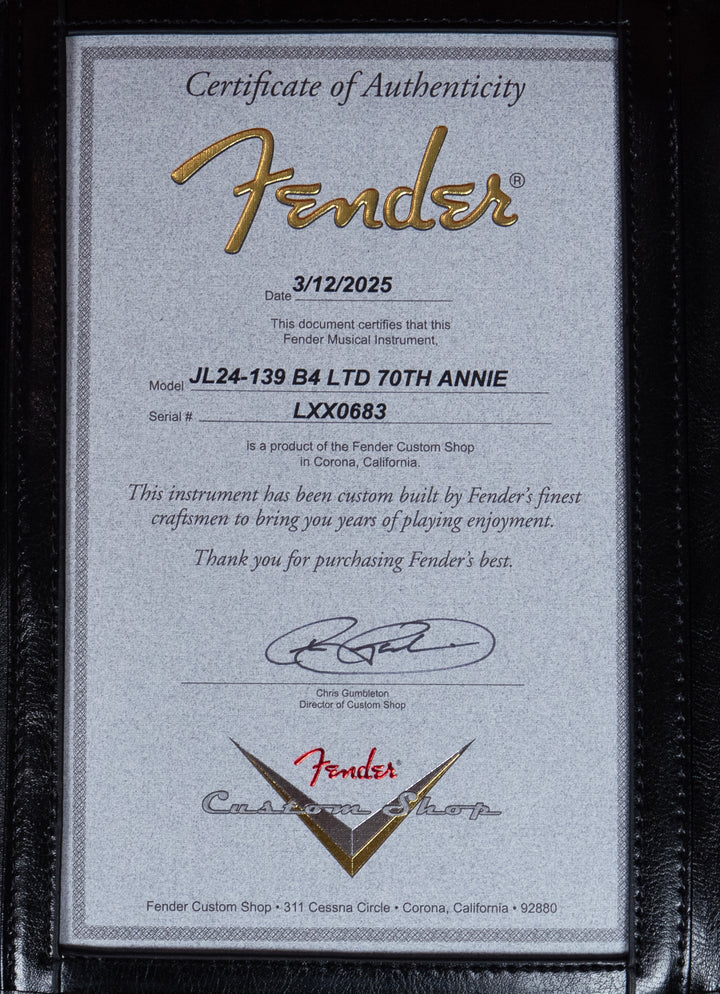 Certificate of Authenticity
Fender®
Date 3/12/2025
This document certifies that this
Fender Musical Instrument,
Model JL24-139 B4 LTD 70TH ANNIE
Serial # LXX0683
is a product of the Fender Custom Shop
in Corona, California.
This instrument has been custom built by Fender's finest
craftsmen to bring you years of playing enjoyment.
Thank you for purchasing Fender's best.
Chris Gumbleton
Director of Custom Shop
Fender®
Custom Shop
Fender Custom Shop • 311 Cessna Circle • Corona, California • 92880